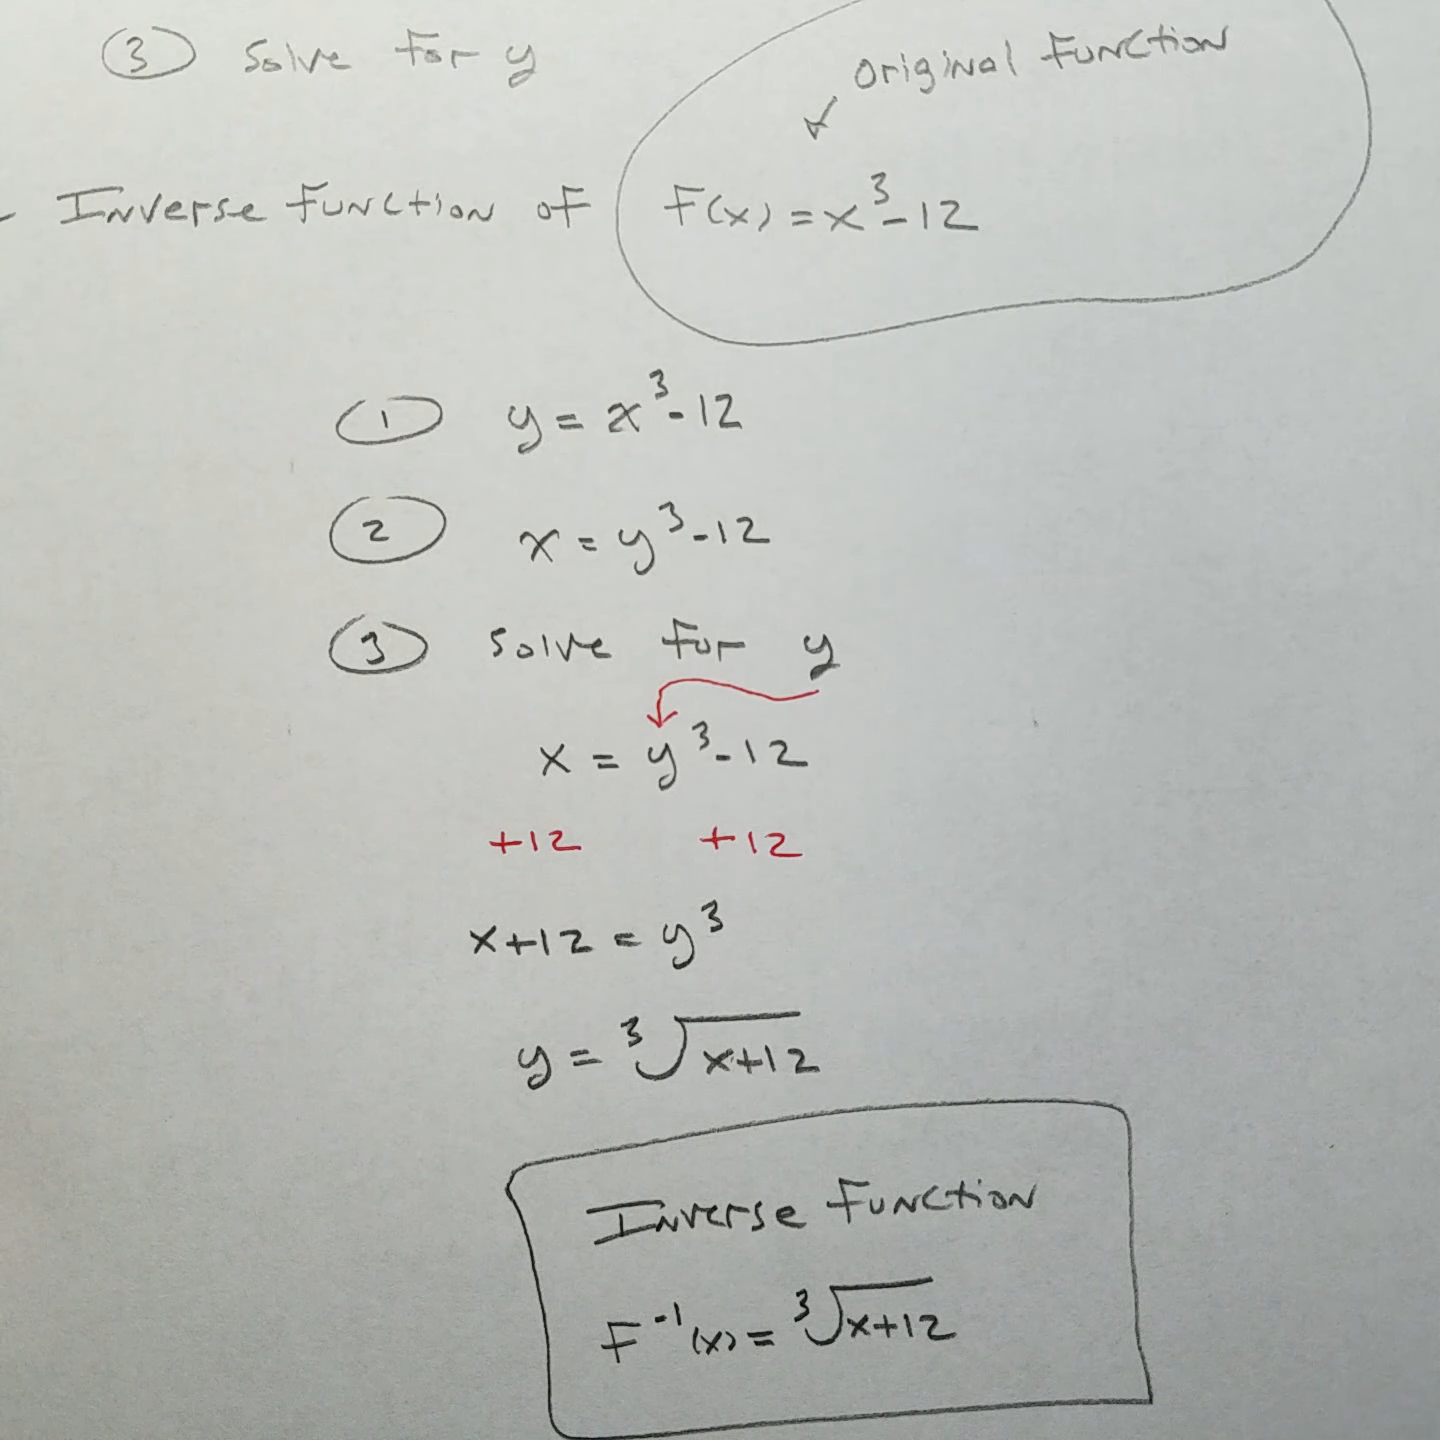 ③ Solve for y
Original Function
Inverse Function of F(x) = x³-12
① y = x³-12
② x = y³-12
③ Solve for y
x = y³-12
+12 +12
x+12 = y³
y = ³√x+12
Inverse Function
F⁻¹(x) = ³√x+12